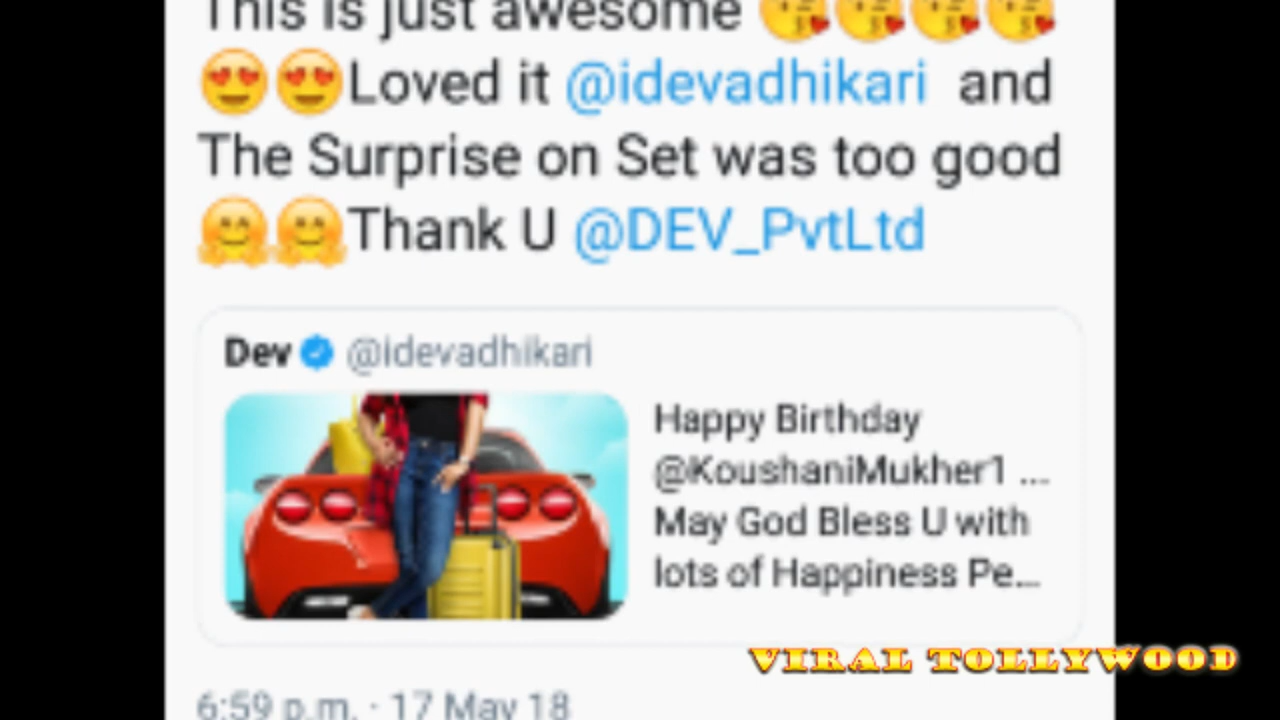 This is just awesome 😘😘😘😘
😍😍Loved it @idevadhikari and
The Surprise on Set was too good
🤗🤗Thank U @DEV_PvtLtd
Dev @idevadhikari
Happy Birthday
@KoushaniMukher1 ...
May God Bless U with
lots of Happiness Pe...
VIRAL TOLLYWOOD
6:59 p.m. · 17 May 18